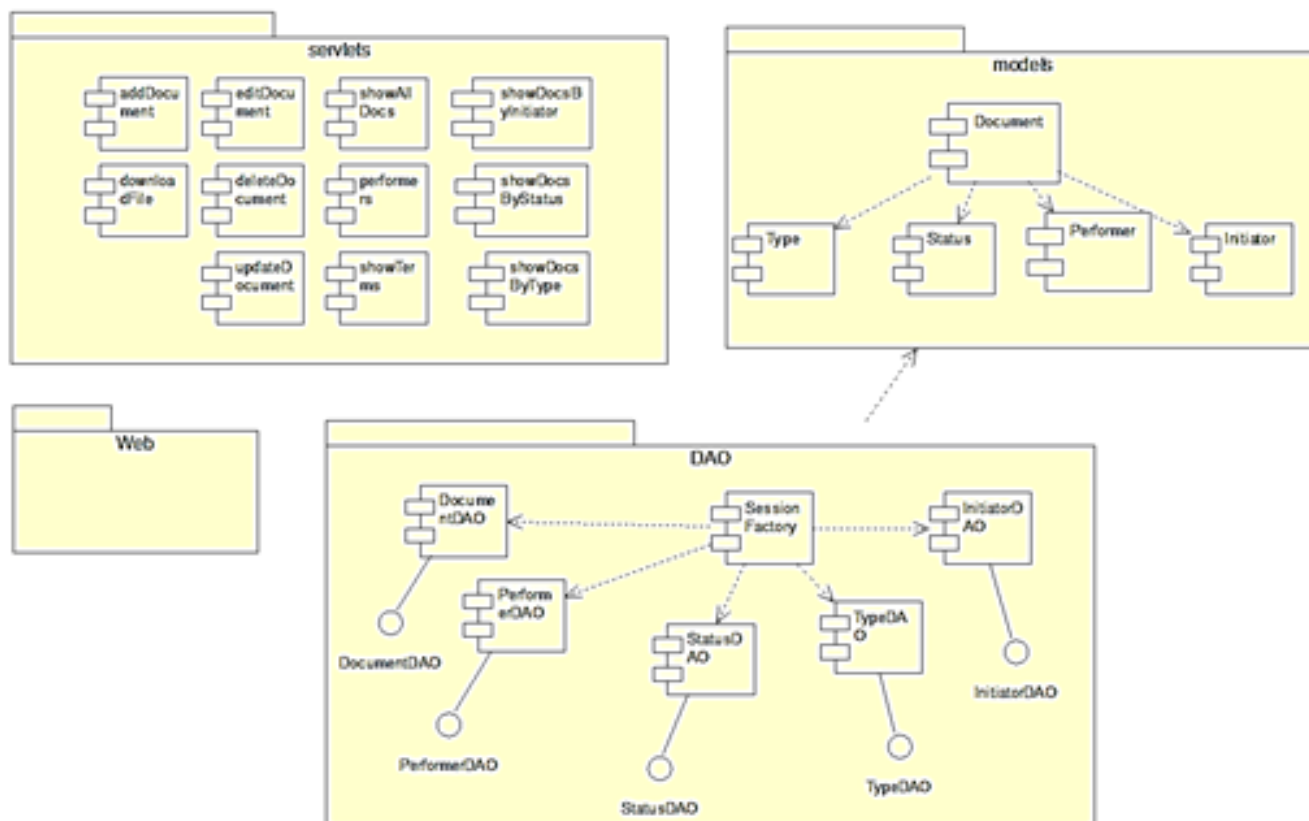 servlets
addDocu
ment
editDocu
ment
showAll
Docs
showDocsB
yInitiator
downloa
dFile
deleteDo
cument
performe
rs
showDocs
ByStatus
updateD
ocument
showTer
ms
showDocs
ByType
models
Document
Type
Status
Performer
Initiator
Web
DAO
Docume
ntDAO
Session
Factory
InitiatorD
AO
Perform
erDAO
StatusD
AO
TypeDA
O
DocumentDAO
InitiatorDAO
PerformerDAO
TypeDAO
StatusDAO